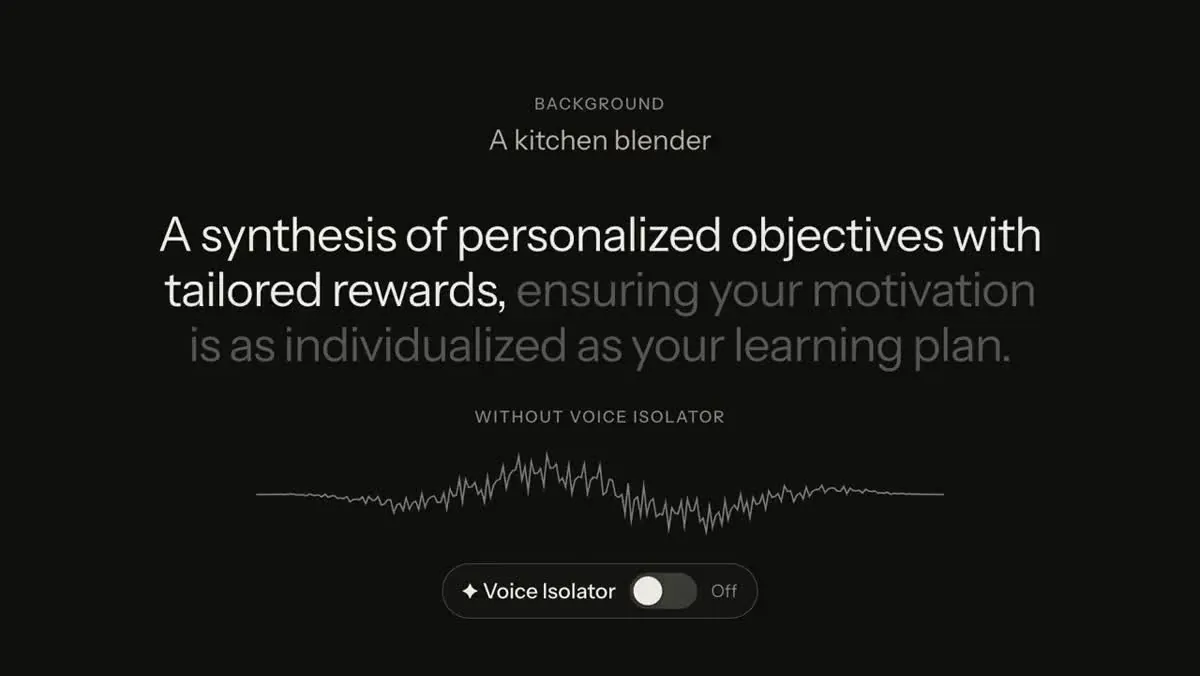 BACKGROUND
A kitchen blender
A synthesis of personalized objectives with
tailored rewards, ensuring your motivation
is as individualized as your learning plan.
WITHOUT VOICE ISOLATOR
Voice Isolator Off